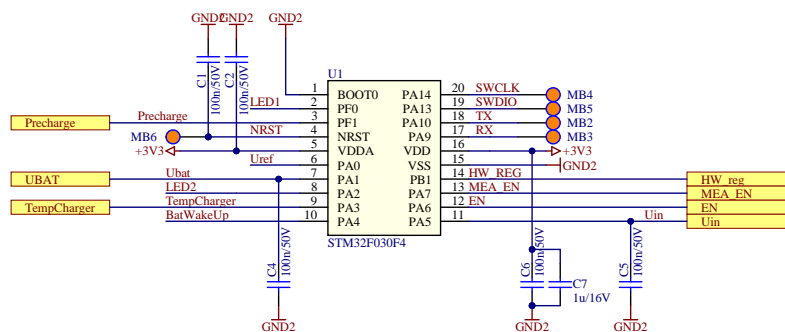 GND2 GND2 GND2
C1
100n/50V
C2
100n/50V
U1
1 BOOT0 PA14 20 SWCLK MB4
LED1 2 PF0 PA13 19 SWDIO MB5
Precharge Precharge 3 PF1 PA10 18 TX MB2
MB6 NRST 4 NRST PA9 17 RX MB3
+3V3 5 VDDA VDD 16 +3V3
Uref 6 PA0 VSS 15 GND2
UBAT Ubat 7 PA1 PB1 14 HW_REG HW_reg
LED2 8 PA2 PA7 13 MEA_EN MEA_EN
TempCharger TempCharger 9 PA3 PA6 12 EN EN
BatWakeUp 10 PA4 PA5 11 Uin Uin
STM32F030F4
C4
100n/50V
C6
100n/50V
C7
1u/16V
C5
100n/50V
GND2 GND2 GND2